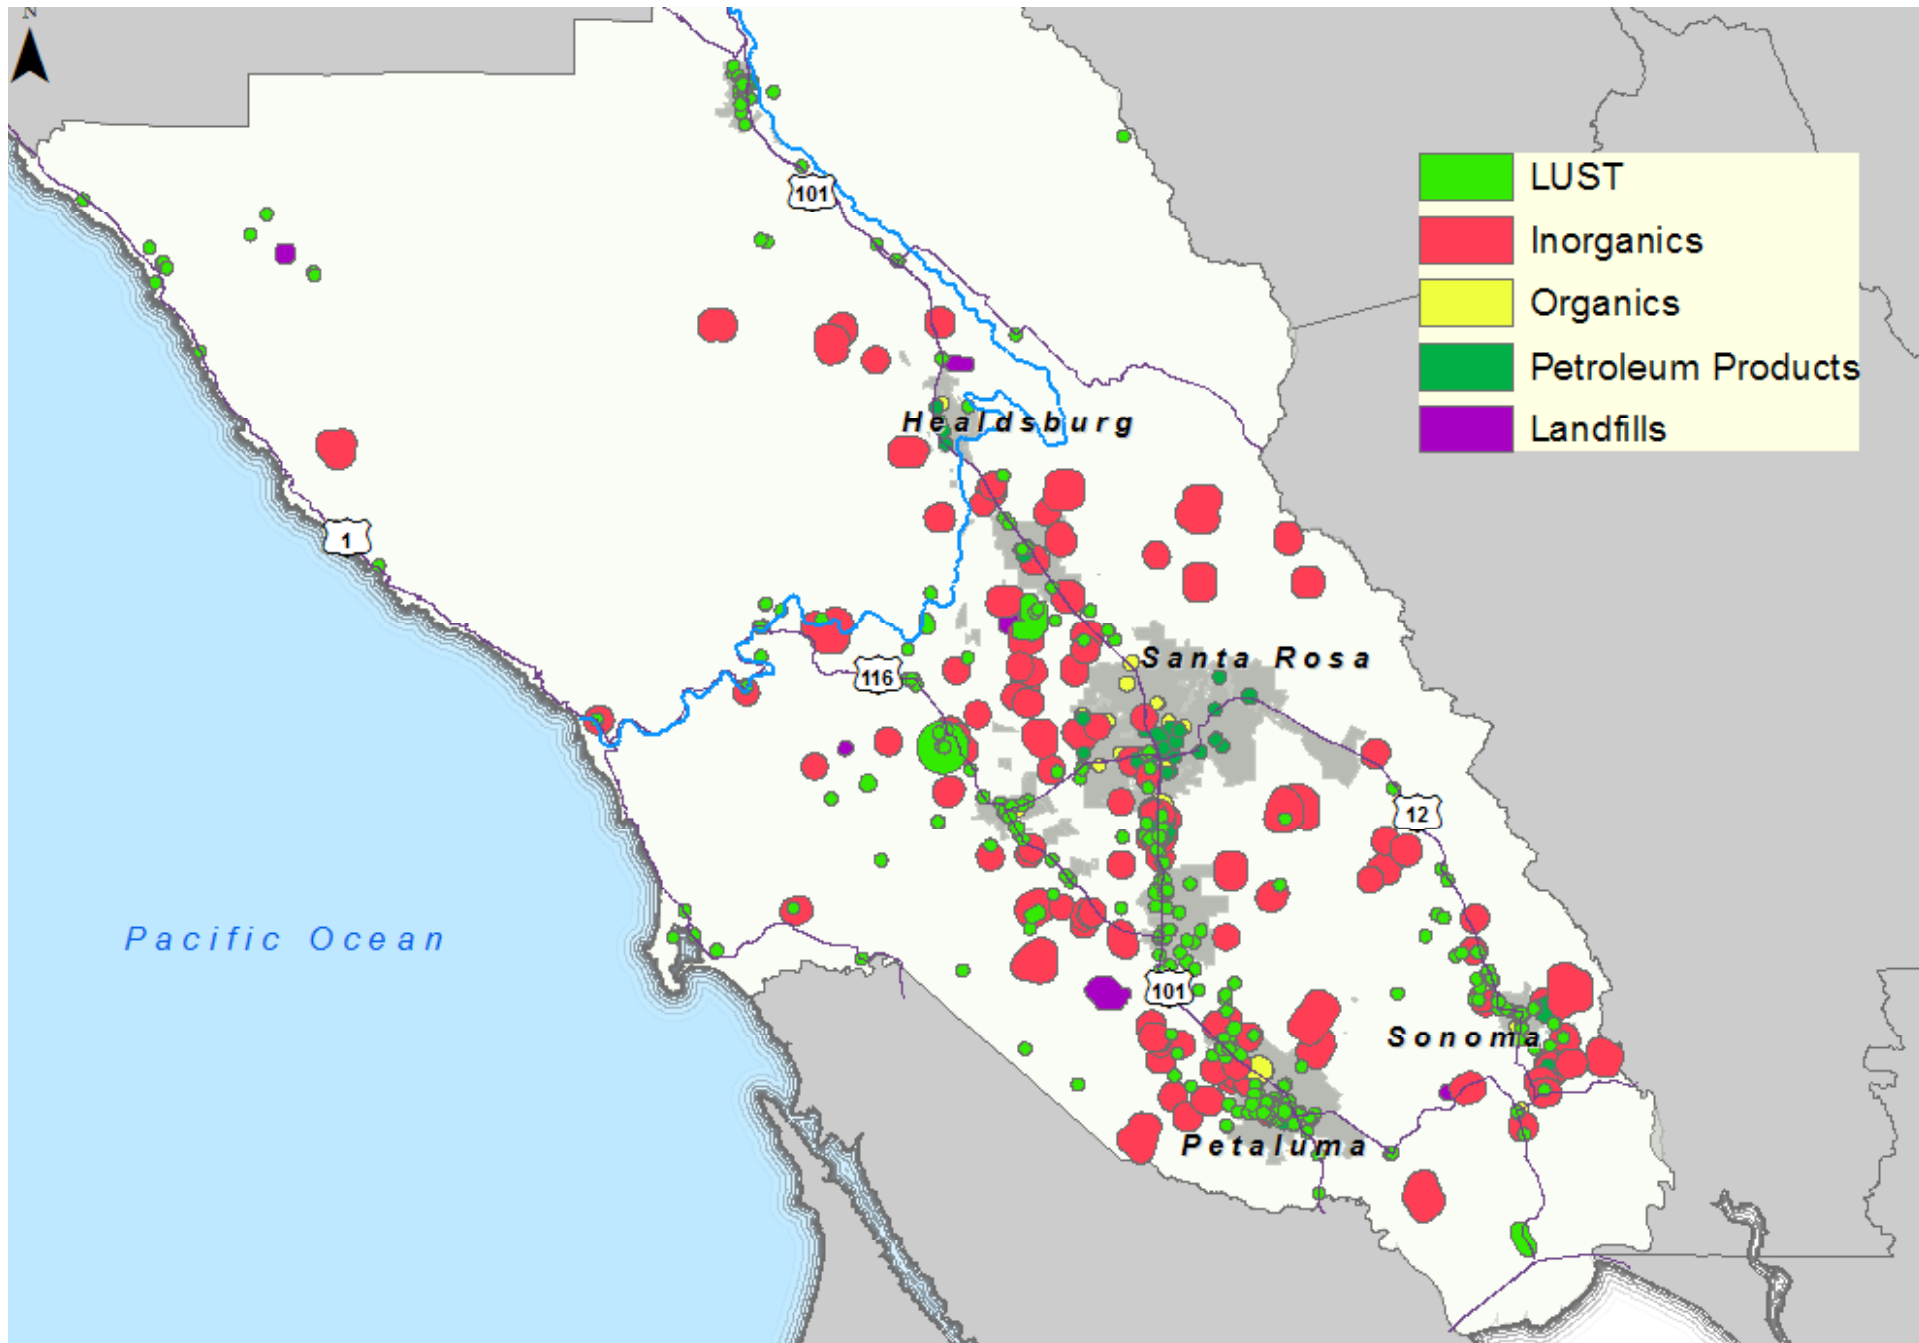 N
101
LUST
Inorganics
Organics
Petroleum Products
Landfills
Healdsburg
1
Santa Rosa
116
12
Pacific Ocean
101
Sonoma
Petaluma